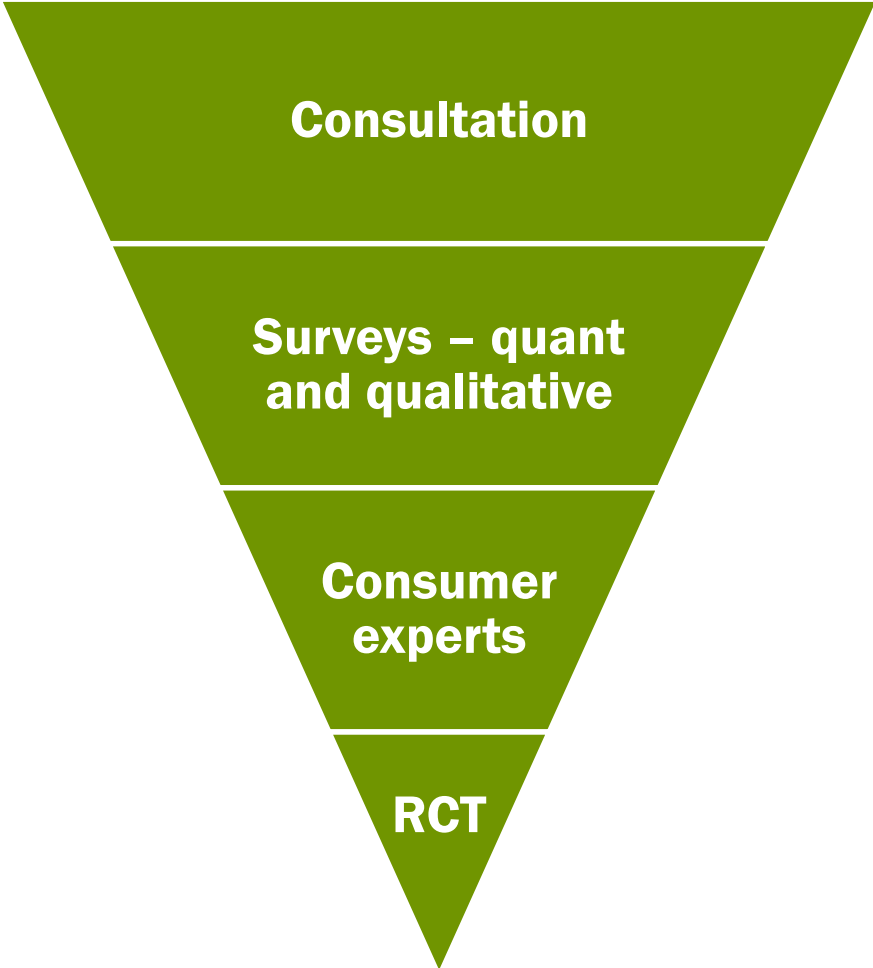 Consultation
Surveys – quant
and qualitative
Consumer
experts
RCT